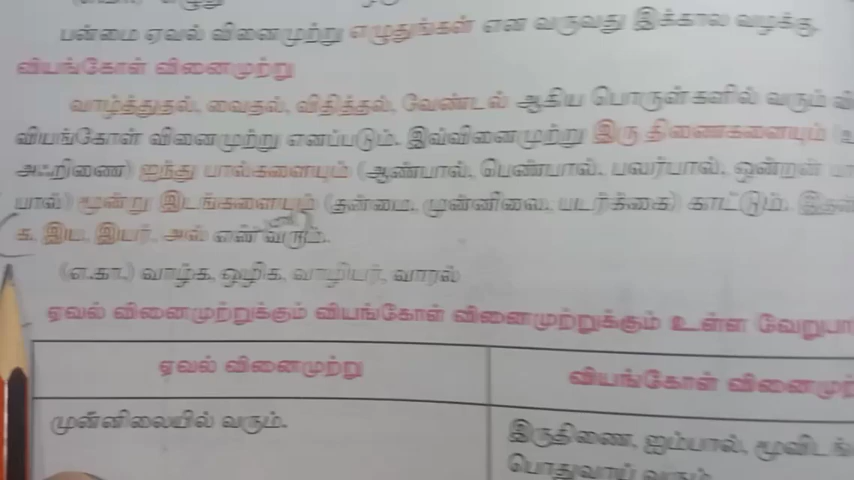 பன்மை ஏவல் வினைமுற்று எழுதுங்கள் என வருவது இக்கால வழக்கு.
வியங்கோள் வினைமுற்று
வாழ்த்துதல், வைதல், விதித்தல், வேண்டல் ஆகிய பொருள்களில் வரும்
வியங்கோள் வினைமுற்று எனப்படும். இவ்வினைமுற்று இரு திணைகளையும்
அஃறிணை) ஐந்து பால்களையும் (ஆண்பால், பெண்பால், பலர்பால், ஒன்றன்
பால்) மூன்று இடங்களையும் (தன்மை, முன்னிலை, படர்க்கை) காட்டும்.
க, இய, இயர், அல் என வரும்.
(எ.கா.) வாழ்க, ஒழிக, வாழியர், வாரல்
ஏவல் வினைமுற்றுக்கும் வியங்கோள் வினைமுற்றுக்கும் உள்ள
ஏவல் வினைமுற்று
வியங்கோள்
முன்னிலையில் வரும்.
இருதிணை, ஐம்பால்,
பொதுவாய் வரும்.